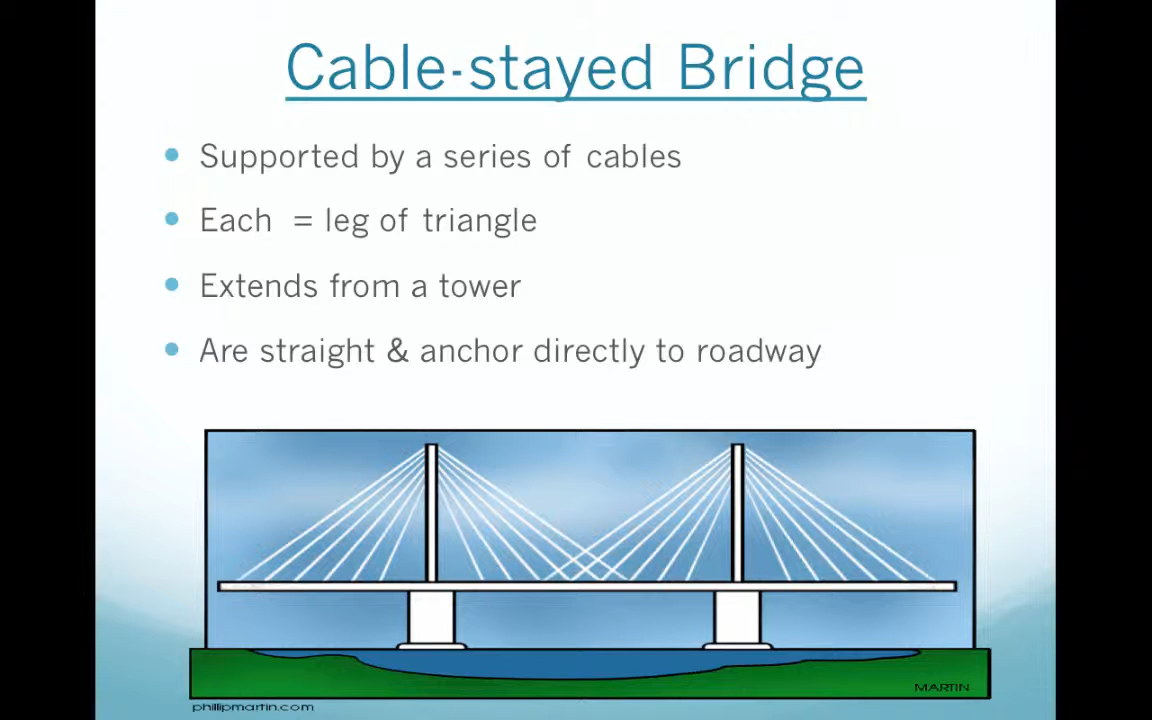 Cable-stayed Bridge
Supported by a series of cables
Each = leg of triangle
Extends from a tower
Are straight & anchor directly to roadway
MARTIN
phillipmartin.com